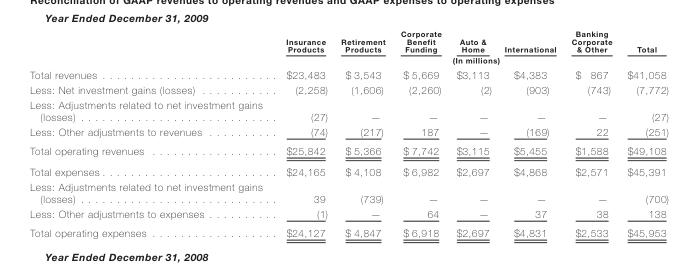 Reconciliation of GAAP revenues to operating revenues and GAAP expenses to operating expenses
Year Ended December 31, 2009
Insurance Products Retirement Products Corporate Benefit Funding Auto & Home International Banking Corporate & Other Total
(In millions)
Total revenues . . . . . . . . . . . . . . . . . . . . . . . . $23,483 $ 3,543 $ 5,669 $3,113 $4,383 $ 867 $41,058
Less: Net investment gains (losses) . . . . . . . . . . . (2,258) (1,606) (2,260) (2) (903) (743) (7,772)
Less: Adjustments related to net investment gains
(losses) . . . . . . . . . . . . . . . . . . . . . . . . . . (27) — — — — — (27)
Less: Other adjustments to revenues . . . . . . . . . . . (74) (217) 187 — (169) 22 (251)
Total operating revenues . . . . . . . . . . . . . . . . . $25,842 $ 5,366 $ 7,742 $3,115 $5,455 $1,588 $49,108
Total expenses . . . . . . . . . . . . . . . . . . . . . . . . $24,165 $ 4,108 $ 6,982 $2,697 $4,868 $2,571 $45,391
Less: Adjustments related to net investment gains
(losses) . . . . . . . . . . . . . . . . . . . . . . . . . . 39 (739) — — — — (700)
Less: Other adjustments to expenses . . . . . . . . . . . (1) — 64 — 37 38 138
Total operating expenses . . . . . . . . . . . . . . . . . $24,127 $ 4,847 $ 6,918 $2,697 $4,831 $2,533 $45,953
Year Ended December 31, 2008